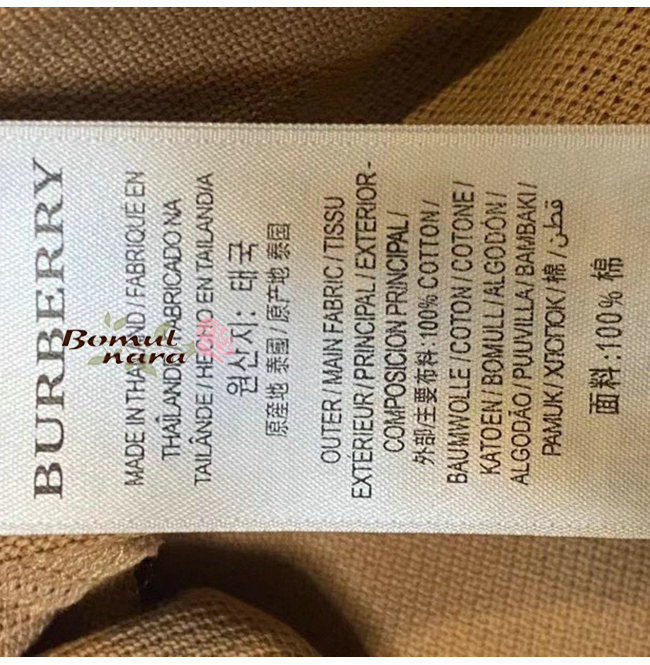 BURBERRY
MADE IN THAILAND / FABRIQUÉ EN
THAÏLANDE / FABRICADO NA
TAILÂNDE / HECHO EN TAILANDIA
원산지: 태국
原産地 泰國 / 原产地 泰国
OUTER / MAIN FABRIC / TISSU
EXTERIEUR / PRINCIPAL / EXTERIOR -
COMPOSICION PRINCIPAL /
外部/主要布料:100% COTTON /
BAUMWOLLE / COTON / COTONE /
KATOEN / BOMULL / ALGODÓN /
ALGODÃO / PUUVILLA / BAMBAKI /
PAMUK / ХЛОПОК / 棉 / قطن
面料:100% 棉
Bomul
nara